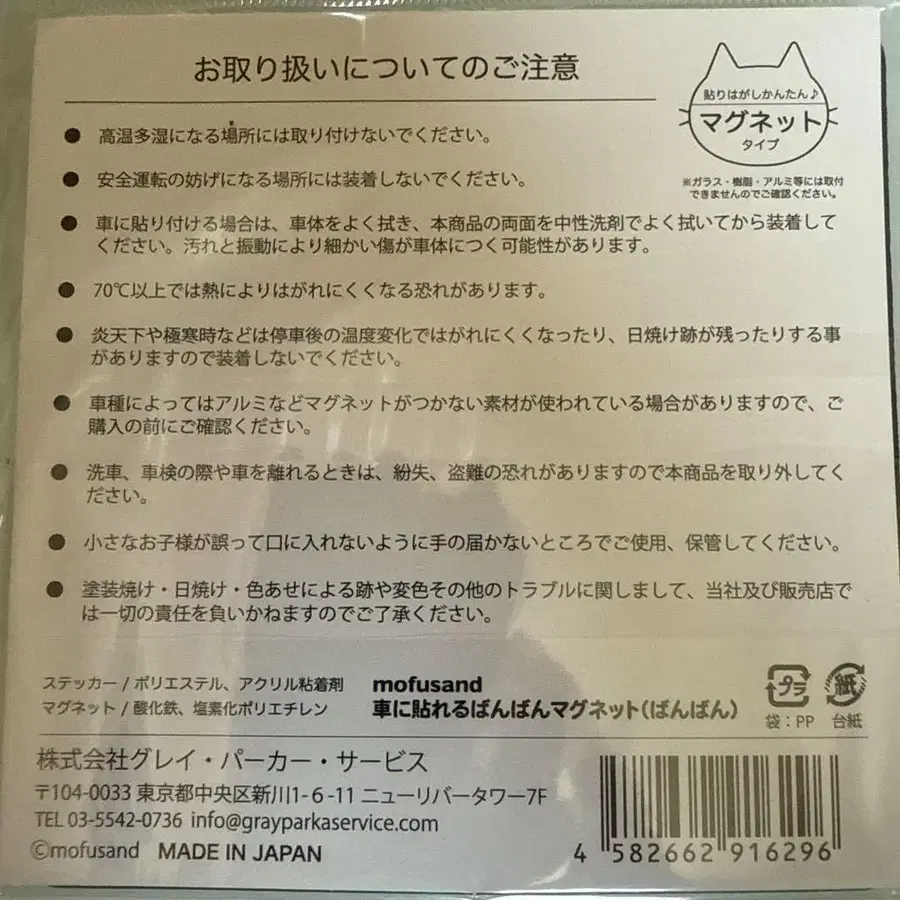 お取り扱いについてのご注意
貼りはがしかんたん♪
マグネット
タイプ
※ガラス・樹脂・アルミ等には取付
できませんのでご確認ください。
● 高温多湿になる場所には取り付けないでください。
● 安全運転の妨げになる場所には装着しないでください。
● 車に貼り付ける場合は、車体をよく拭き、本商品の両面を中性洗剤でよく拭いてから装着して
ください。汚れと振動により細かい傷が車体につく可能性があります。
● 70℃以上では熱によりはがれにくくなる恐れがあります。
● 炎天下や極寒時などは停車後の温度変化ではがれにくくなったり、日焼け跡が残ったりする事
がありますので装着しないでください。
● 車種によってはアルミなどマグネットがつかない素材が使われている場合がありますので、ご
購入の前にご確認ください。
● 洗車、車検の際や車を離れるときは、紛失、盗難の恐れがありますので本商品を取り外してく
ださい。
● 小さなお子様が誤って口に入れないように手の届かないところでご使用、保管してください。
● 塗装焼け・日焼け・色あせによる跡や変色その他のトラブルに関しまして、当社及び販売店で
は一切の責任を負いかねますのでご了承ください。
ステッカー / ポリエステル、アクリル粘着剤
マグネット / 酸化鉄、塩素化ポリエチレン
mofusand
車に貼れるばんばんマグネット(ばんばん)
プラ
袋：PP
紙
台紙
株式会社グレイ・パーカー・サービス
〒104-0033 東京都中央区新川1-6-11 ニューリバータワー7F
TEL 03-5542-0736 info@grayparkaservice.com
©mofusand MADE IN JAPAN
4 582662 916296